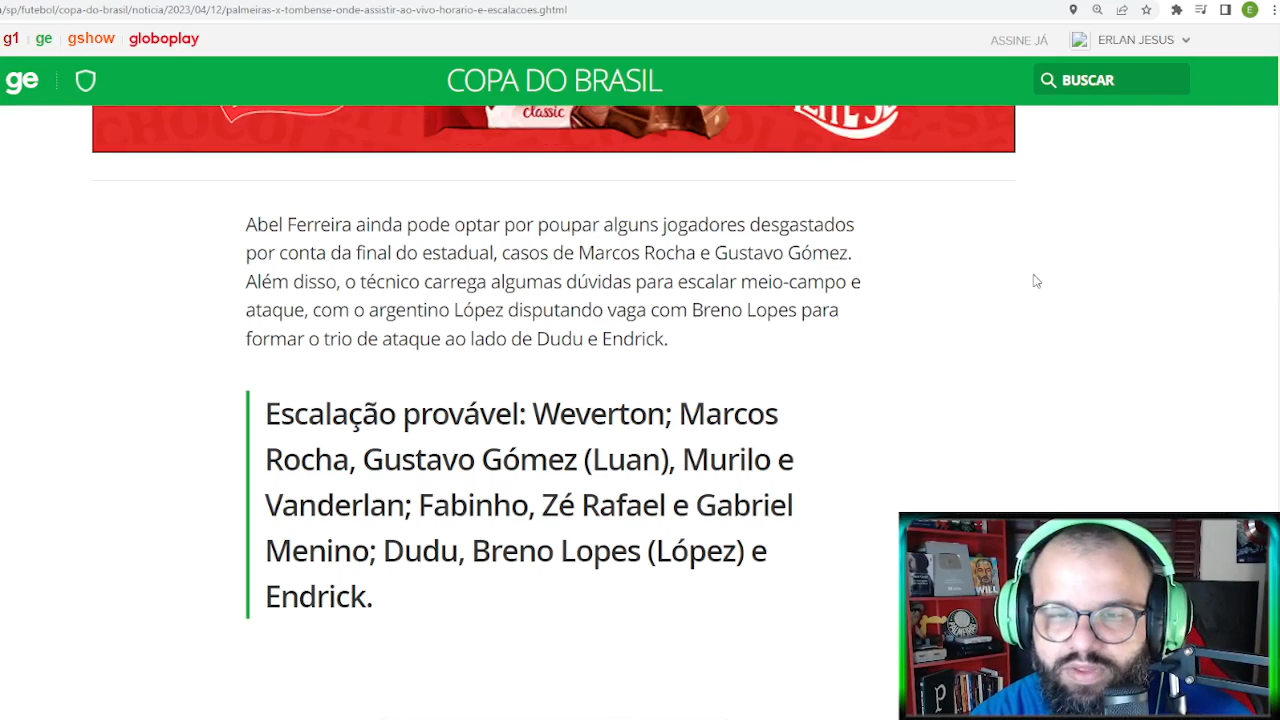 /sp/futebol/copa-do-brasil/noticia/2023/04/12/palmeiras-x-tombense-onde-assistir-ao-vivo-horario-e-escalacoes.ghtml
E
g1 ge gshow globoplay
ASSINE JÁ
ERLAN JESUS
ge
COPA DO BRASIL
BUSCAR
classic
Abel Ferreira ainda pode optar por poupar alguns jogadores desgastados
por conta da final do estadual, casos de Marcos Rocha e Gustavo Gómez.
Além disso, o técnico carrega algumas dúvidas para escalar meio-campo e
ataque, com o argentino López disputando vaga com Breno Lopes para
formar o trio de ataque ao lado de Dudu e Endrick.
Escalação provável: Weverton; Marcos
Rocha, Gustavo Gómez (Luan), Murilo e
Vanderlan; Fabinho, Zé Rafael e Gabriel
Menino; Dudu, Breno Lopes (López) e
Endrick.
WILL
PALMEIRAS